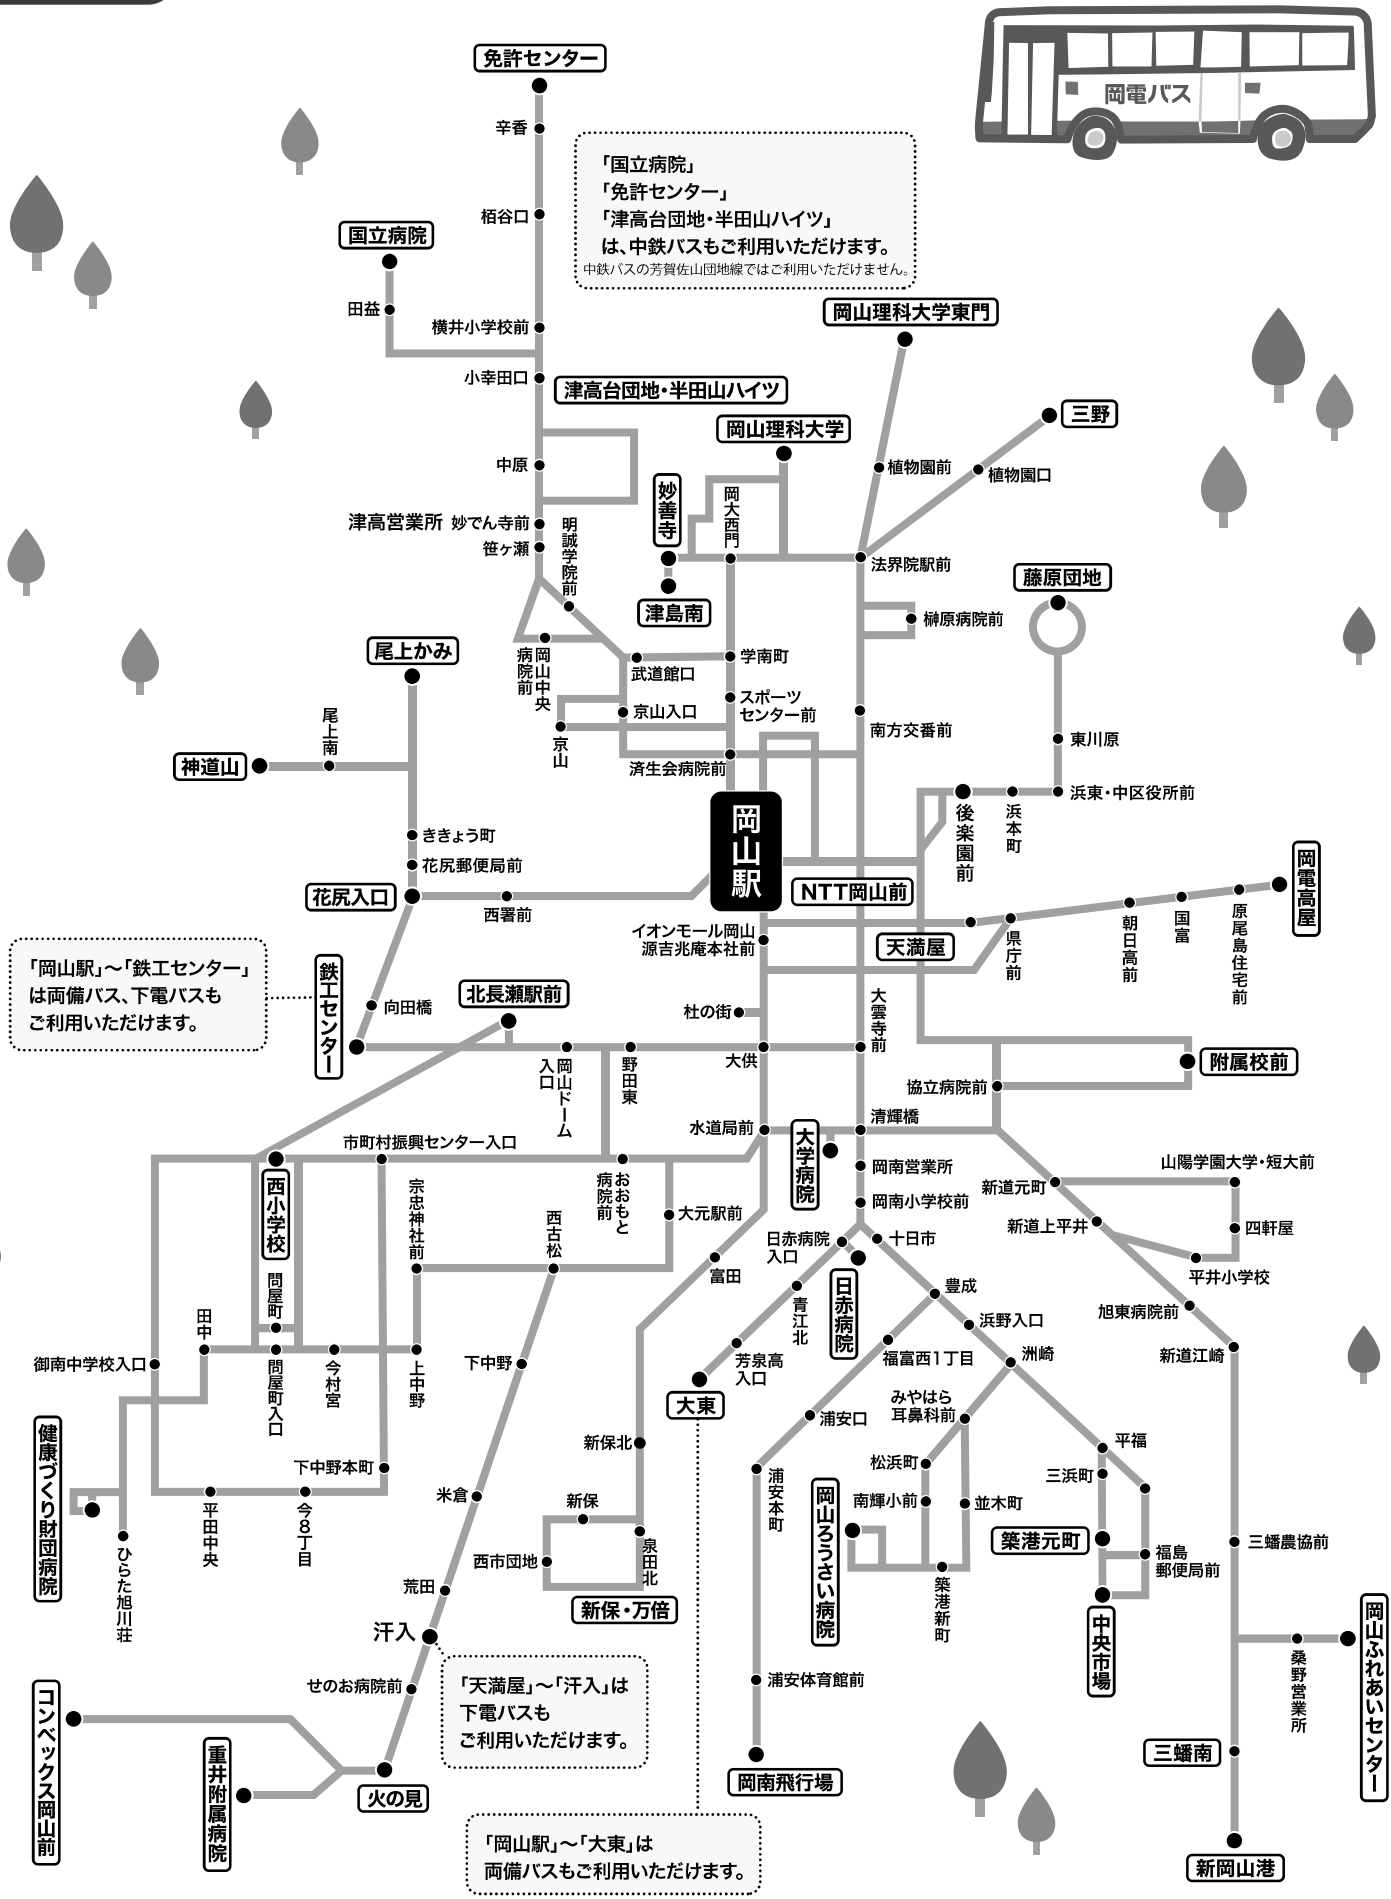 岡電バス
免許センター
辛香
栢谷口
国立病院
田益
横井小学校前
小幸田口
「国立病院」
「免許センター」
「津高台団地・半田山ハイツ」
は、中鉄バスもご利用いただけます。
中鉄バスの芳賀佐山団地線ではご利用いただけません。
津高台団地・半田山ハイツ
中原
津高営業所 妙でん寺前
笹ヶ瀬
明誠学院前
岡山理科大学東門
三野
植物園前
植物園口
岡山理科大学
妙善寺
岡大西門
津島南
法界院駅前
榊原病院前
藤原団地
岡山中央病院前
武道館口
学南町
スポーツ
センター前
京山入口
京山
済生会病院前
南方交番前
東川原
浜東・中区役所前
浜本町
後楽園前
尾上かみ
尾上南
神道山
ききょう町
花尻郵便局前
花尻入口
西署前
岡山駅
NTT岡山前
天満屋
県庁前
朝日高前
国富
原尾島住宅前
岡電高屋
イオンモール岡山
源吉兆庵本社前
「岡山駅」〜「鉄工センター」
は両備バス、下電バスも
ご利用いただけます。
鉄工センター
向田橋
北長瀬駅前
岡山ドーム入口
野田東
杜の街
大供
大雲寺前
附属校前
協立病院前
水道局前
大学病院
清輝橋
岡南営業所
岡南小学校前
市町村振興センター入口
西小学校
宗忠神社前
おおもと病院前
大元駅前
西古松
問屋町
田中
御南中学校入口
問屋町入口
今村宮
上中野
下中野
健康づくり財団病院
ひらた旭川荘
平田中央
今8丁目
下中野本町
米倉
荒田
汗入
せのお病院前
「天満屋」〜「汗入」は
下電バスも
ご利用いただけます。
コンベックス岡山前
重井附属病院
火の見
富田
新保北
新保
西市団地
泉田北
新保・万倍
日赤病院
入口
日赤病院
十日市
青江北
芳泉高
入口
大東
「岡山駅」〜「大東」は
両備バスもご利用いただけます。
豊成
浜野入口
洲崎
福富西1丁目
浦安口
浦安本町
浦安体育館前
岡南飛行場
みやはら
耳鼻科前
松浜町
南輝小前
並木町
築港新町
岡山ろうさい病院
平福
三浜町
築港元町
福島
郵便局前
中央市場
新道元町
山陽学園大学・短大前
新道上平井
四軒屋
平井小学校
旭東病院前
新道江崎
三蟠農協前
桑野営業所
岡山ふれあいセンター
三蟠南
新岡山港